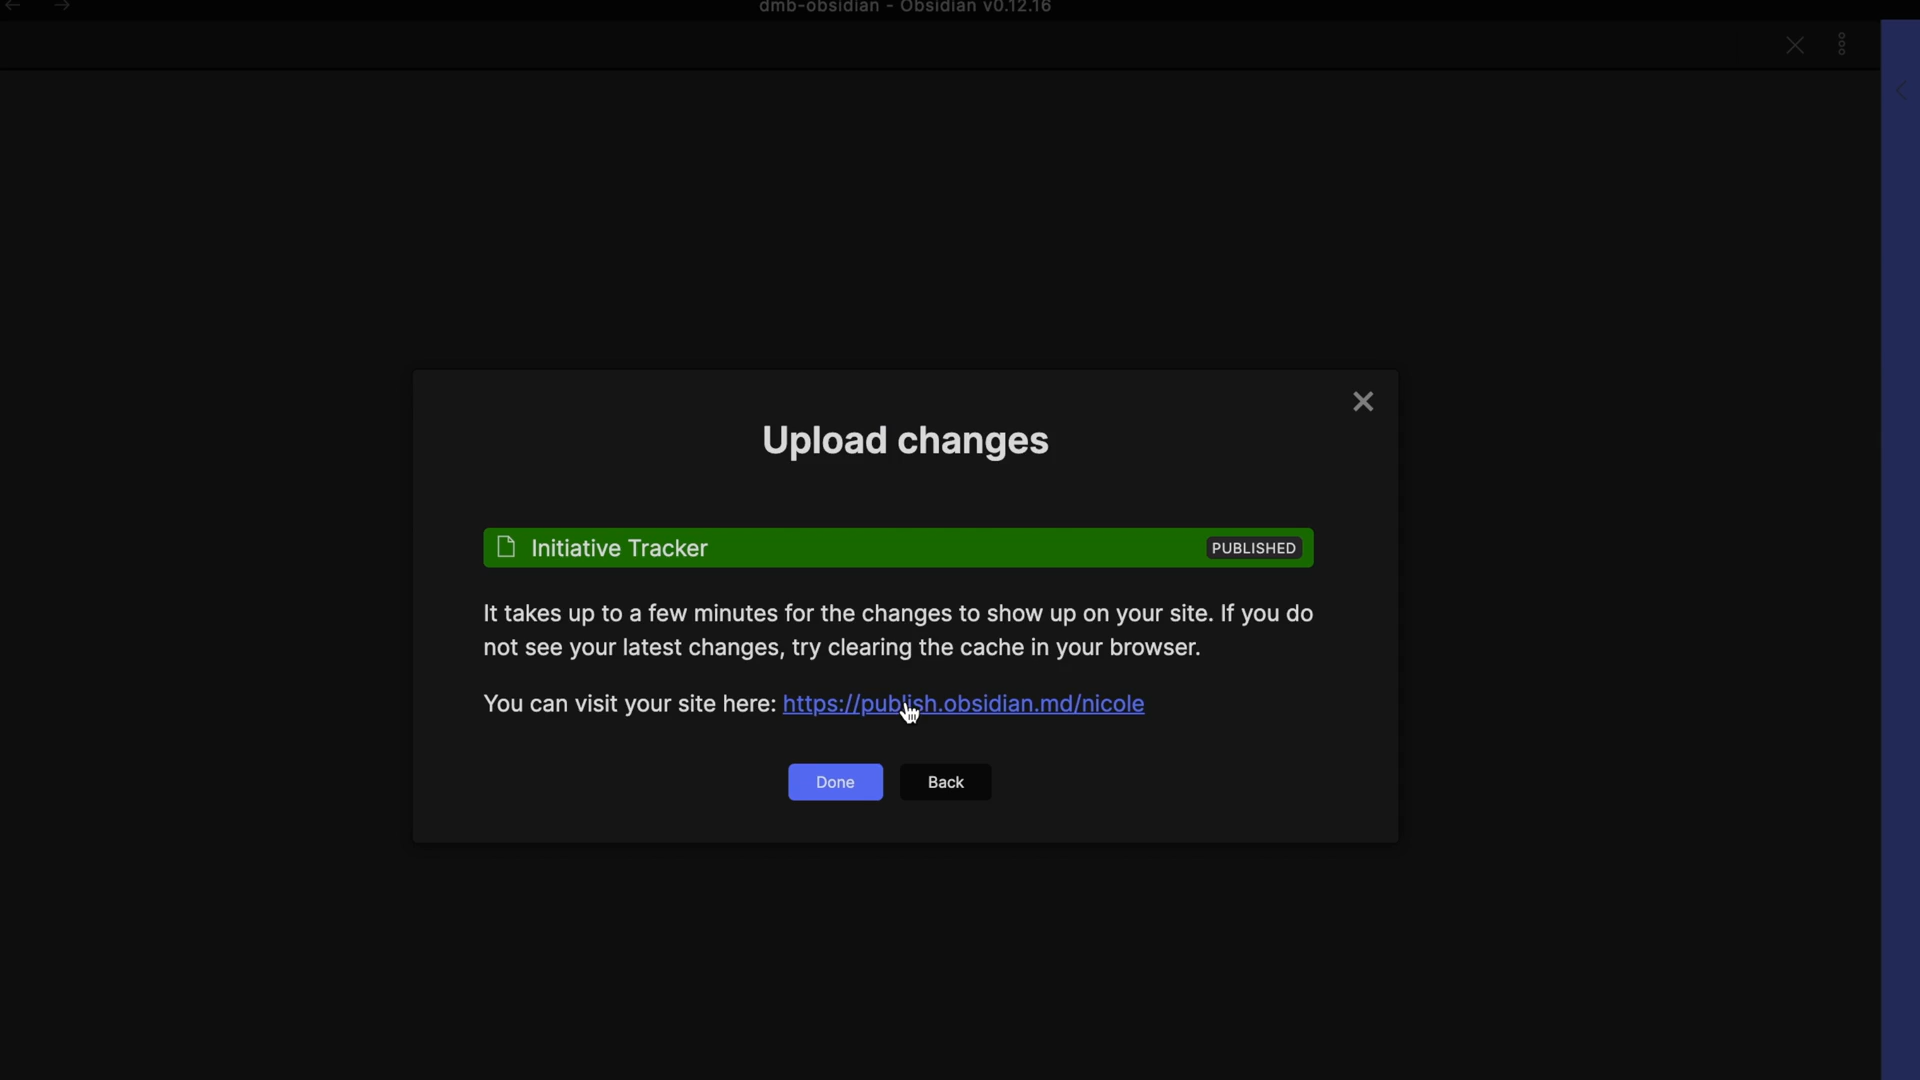 dmb-obsidian - Obsidian v0.12.16
Upload changes
Initiative Tracker PUBLISHED
It takes up to a few minutes for the changes to show up on your site. If you do
not see your latest changes, try clearing the cache in your browser.
You can visit your site here: https://publish.obsidian.md/nicole
Done Back